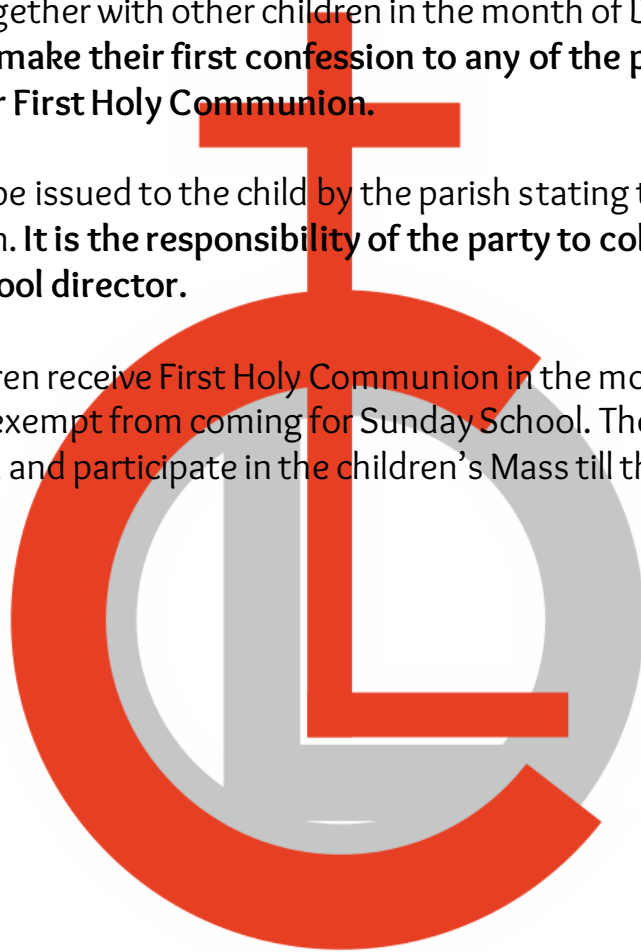 gether with other children in the month of D
make their first confession to any of the p
r First Holy Communion.
be issued to the child by the parish stating t
n. It is the responsibility of the party to col
ool director.
ren receive First Holy Communion in the mo
exempt from coming for Sunday School. The
and participate in the children’s Mass till th